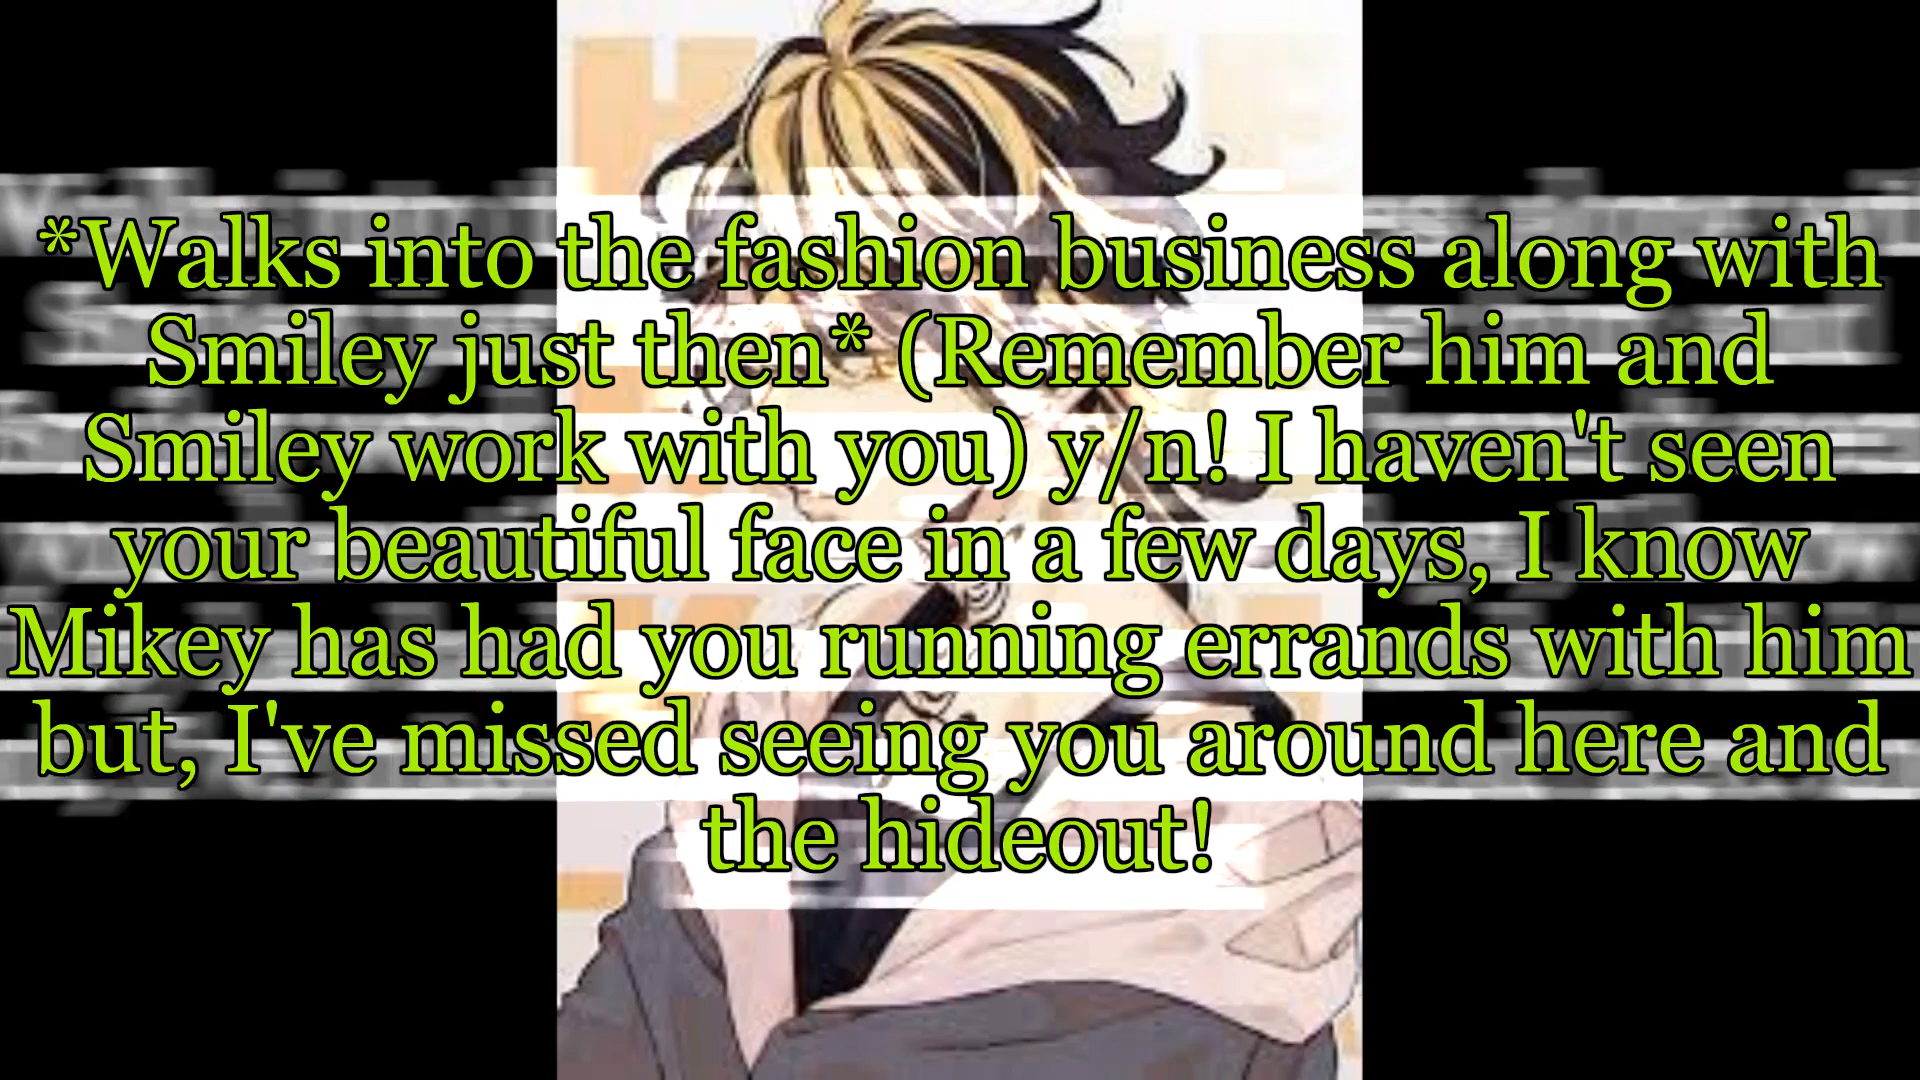 *Walks into the fashion business along with
Smiley just then* (Remember him and
Smiley work with you) y/n! I haven't seen
your beautiful face in a few days, I know
Mikey has had you running errands with him
but, I've missed seeing you around here and
the hideout!